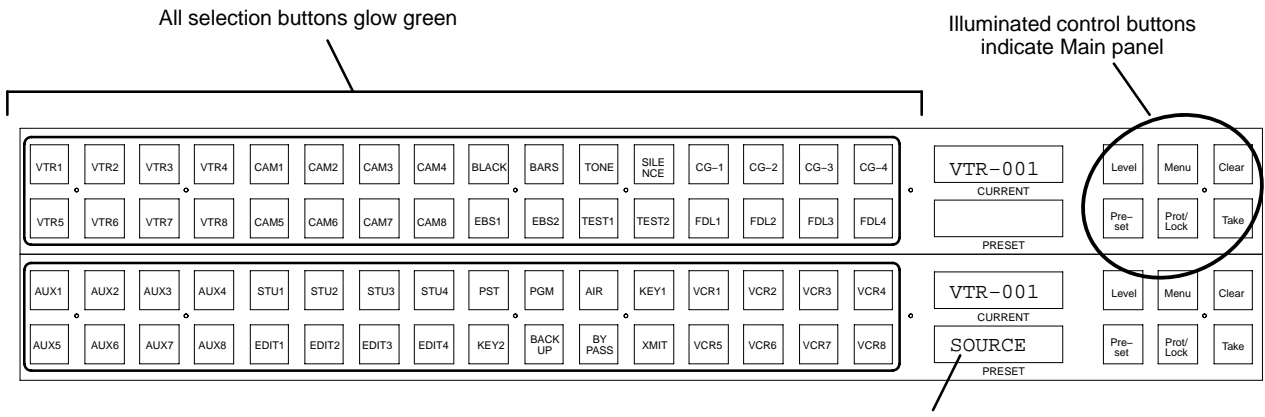 All selection buttons glow green
Illuminated control buttons
indicate Main panel
VTR1 VTR2 VTR3 VTR4 CAM1 CAM2 CAM3 CAM4 BLACK BARS TONE SILE
NCE CG–1 CG–2 CG–3 CG–4 VTR–001 Level Menu Clear
CURRENT
VTR5 VTR6 VTR7 VTR8 CAM5 CAM6 CAM7 CAM8 EBS1 EBS2 TEST1 TEST2 FDL1 FDL2 FDL3 FDL4 Pre–
set Prot/
Lock Take
PRESET
AUX1 AUX2 AUX3 AUX4 STU1 STU2 STU3 STU4 PST PGM AIR KEY1 VCR1 VCR2 VCR3 VCR4 VTR–001 Level Menu Clear
CURRENT
AUX5 AUX6 AUX7 AUX8 EDIT1 EDIT2 EDIT3 EDIT4 KEY2 BACK
UP BY
PASS XMIT VCR5 VCR6 VCR7 VCR8 SOURCE Pre–
set Prot/
Lock Take
PRESET